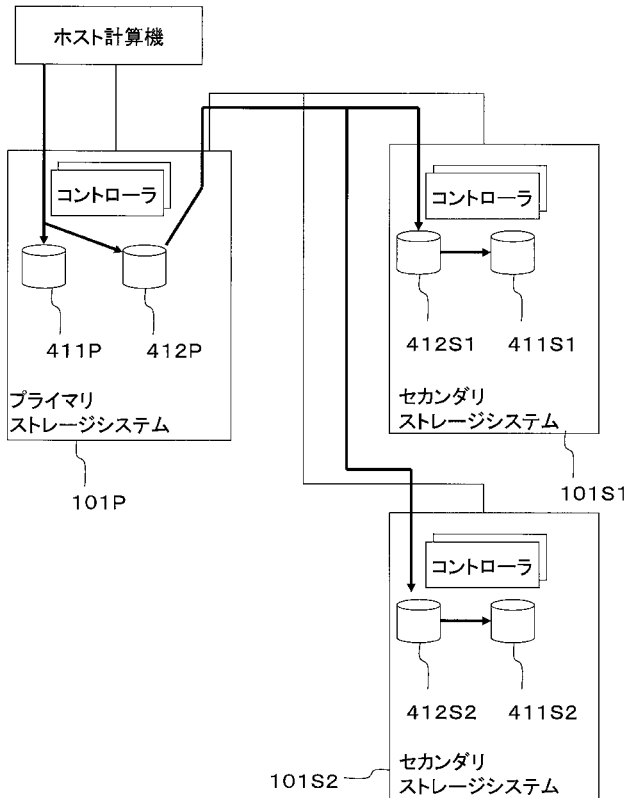 ホスト計算機
コントローラ
411P
412P
プライマリ
ストレージシステム
101P
コントローラ
412S1
411S1
セカンダリ
ストレージシステム
101S1
コントローラ
412S2
411S2
セカンダリ
ストレージシステム
101S2